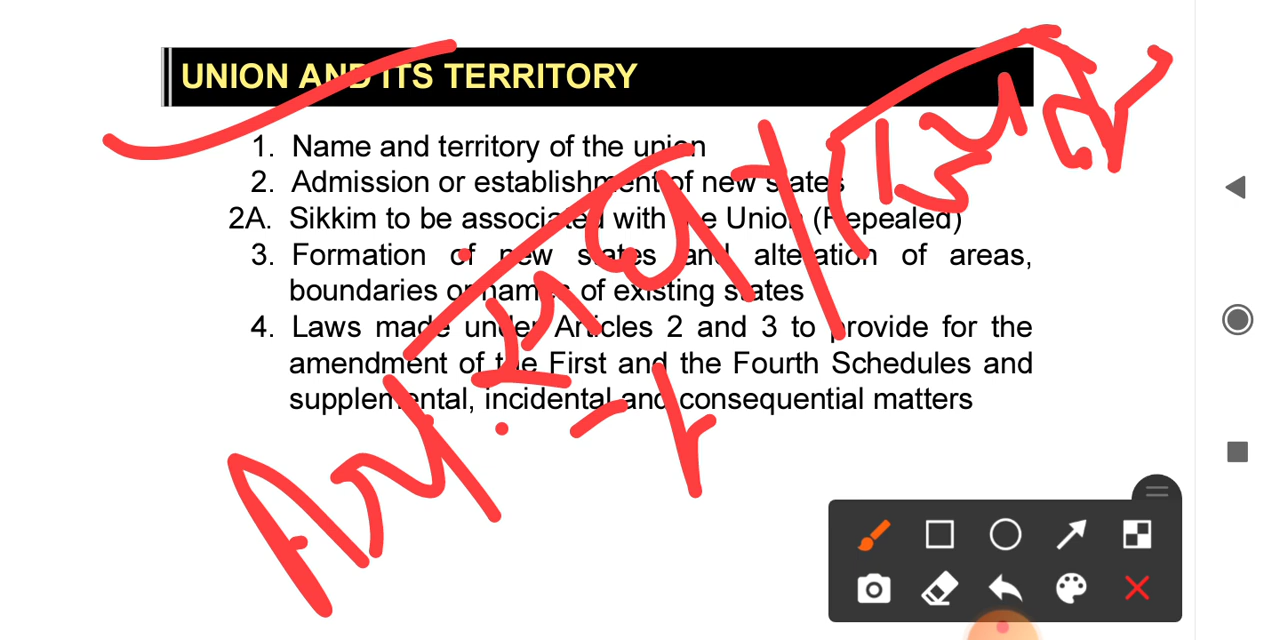 UNION AND ITS TERRITORY
1. Name and territory of the union
2. Admission or establishment of new states
2A. Sikkim to be associated with the Union (Repealed)
3. Formation of new states and alteration of areas,
boundaries or names of existing states
4. Laws made under Articles 2 and 3 to provide for the
amendment of the First and the Fourth Schedules and
supplemental, incidental and consequential matters